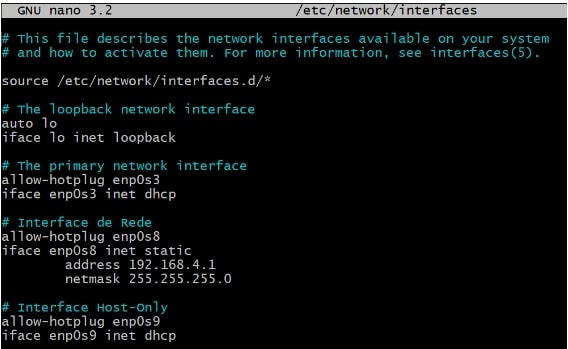 GNU nano 3.2 /etc/network/interfaces
# This file describes the network interfaces available on your system
# and how to activate them. For more information, see interfaces(5).
source /etc/network/interfaces.d/*
# The loopback network interface
auto lo
iface lo inet loopback
# The primary network interface
allow-hotplug enp0s3
iface enp0s3 inet dhcp
# Interface de Rede
allow-hotplug enp0s8
iface enp0s8 inet static
address 192.168.4.1
netmask 255.255.255.0
# Interface Host-Only
allow-hotplug enp0s9
iface enp0s9 inet dhcp